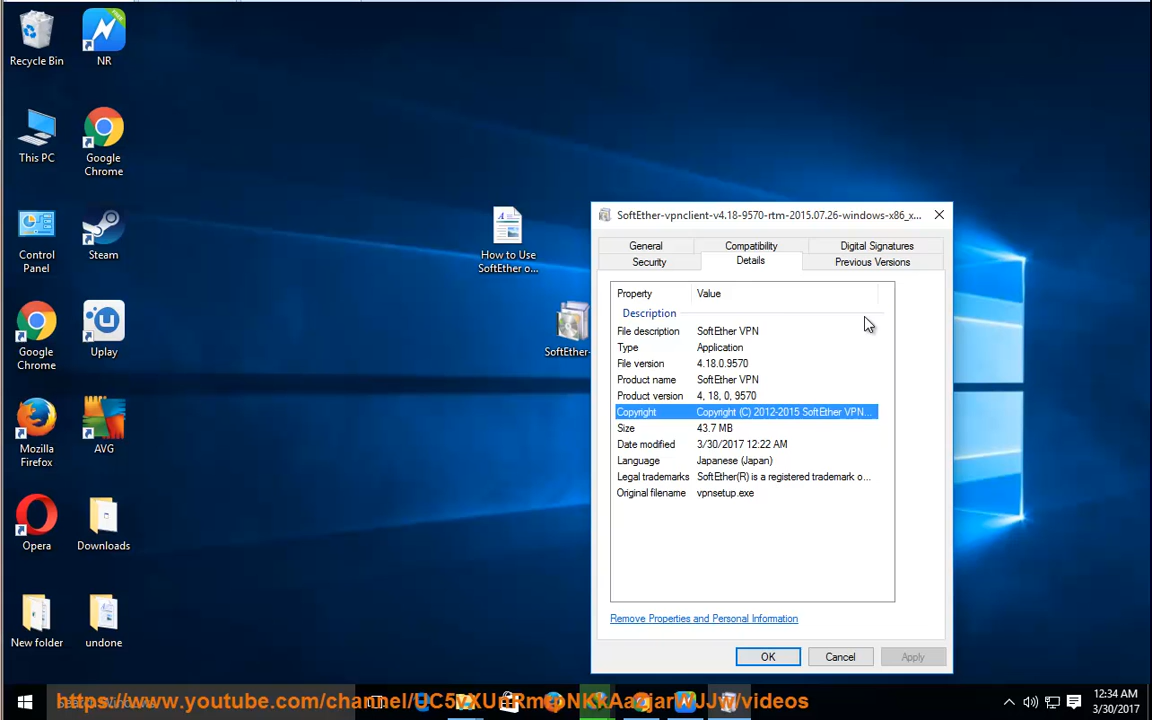 Recycle Bin
NR
This PC
Google
Chrome
Control
Panel
Steam
Google
Chrome
Uplay
Mozilla
Firefox
AVG
Opera
Downloads
New folder
undone
How to Use
SoftEther o...
SoftEther-
SoftEther-vpnclient-v4.18-9570-rtm-2015.07.26-windows-x86_x...
General
Compatibility
Digital Signatures
Security
Details
Previous Versions
Property Value
Description
File description SoftEther VPN
Type Application
File version 4.18.0.9570
Product name SoftEther VPN
Product version 4, 18, 0, 9570
Copyright Copyright (C) 2012-2015 SoftEther VPN...
Size 43.7 MB
Date modified 3/30/2017 12:22 AM
Language Japanese (Japan)
Legal trademarks SoftEther(R) is a registered trademark o...
Original filename vpnsetup.exe
Remove Properties and Personal Information
OK
Cancel
Apply
12:34 AM
3/30/2017